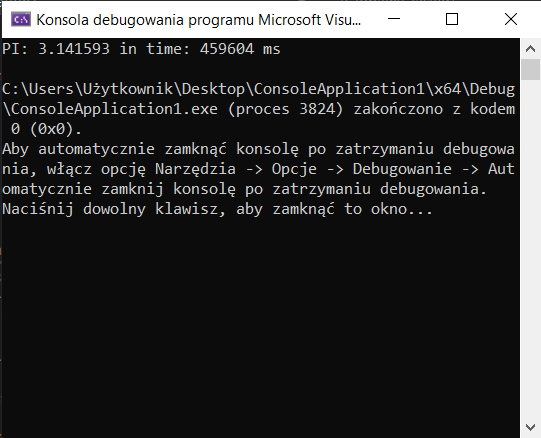 Konsola debugowania programu Microsoft Visu...
PI: 3.141593 in time: 459604 ms
C:\Users\Użytkownik\Desktop\ConsoleApplication1\x64\Debug
\ConsoleApplication1.exe (proces 3824) zakończono z kodem
 0 (0x0).
Aby automatycznie zamknąć konsolę po zatrzymaniu debugowa
nia, włącz opcję Narzędzia -> Opcje -> Debugowanie -> Aut
omatycznie zamknij konsolę po zatrzymaniu debugowania.
Naciśnij dowolny klawisz, aby zamknąć to okno...